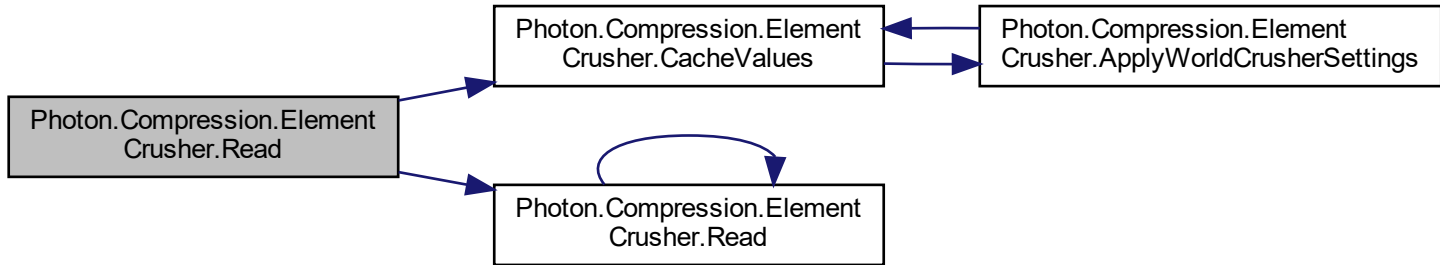 Photon.Compression.Element
Crusher.Read
Photon.Compression.Element
Crusher.CacheValues
Photon.Compression.Element
Crusher.ApplyWorldCrusherSettings
Photon.Compression.Element
Crusher.Read